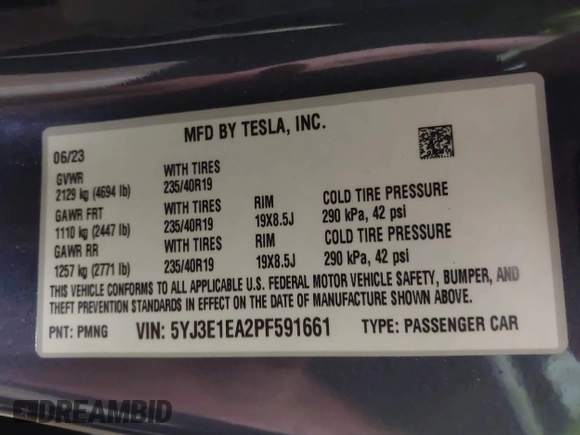 MFD BY TESLA, INC.
06/23
GVWR WITH TIRES
2129 kg (4694 lb) 235/40R19
GAWR FRT WITH TIRES RIM COLD TIRE PRESSURE
1110 kg (2447 lb) 235/40R19 19X8.5J 290 kPa, 42 psi
GAWR RR WITH TIRES RIM COLD TIRE PRESSURE
1257 kg (2771 lb) 235/40R19 19X8.5J 290 kPa, 42 psi
THIS VEHICLE CONFORMS TO ALL APPLICABLE U.S. FEDERAL MOTOR VEHICLE SAFETY, BUMPER, AND
THEFT PREVENTION STANDARDS IN EFFECT ON THE DATE OF MANUFACTURE SHOWN ABOVE.
PNT: PMNG VIN: 5YJ3E1EA2PF591661 TYPE: PASSENGER CAR
DREAMBID